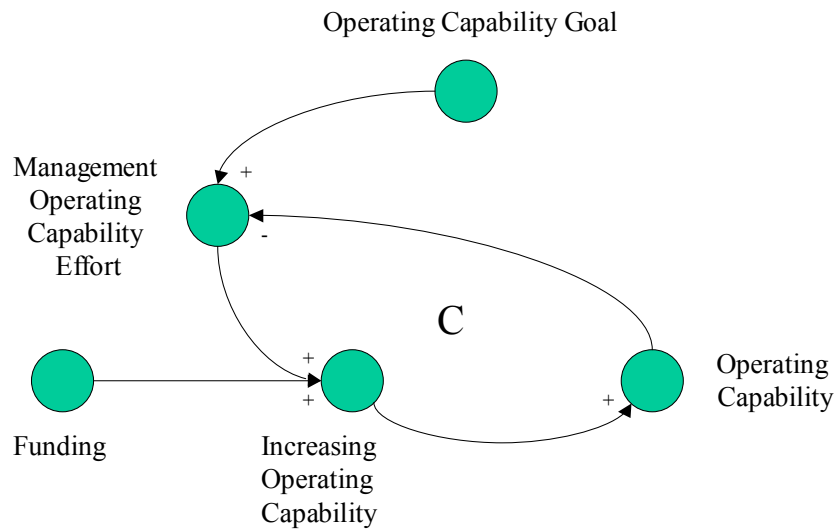 Operating Capability Goal
+
Management
Operating
Capability
Effort
-
C
+
+
+
Operating
Capability
Funding
Increasing
Operating
Capability